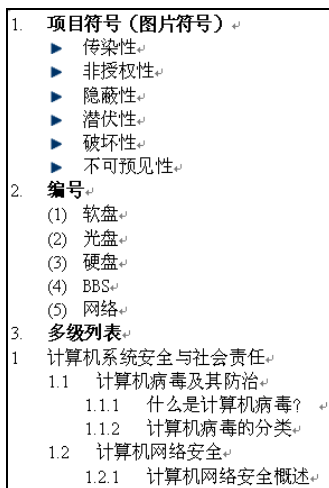 1. 项目符号（图片符号）
传染性
非授权性
隐蔽性
潜伏性
破坏性
不可预见性
2. 编号
(1) 软盘
(2) 光盘
(3) 硬盘
(4) BBS
(5) 网络
3. 多级列表
1 计算机系统安全与社会责任
1.1 计算机病毒及其防治
1.1.1 什么是计算机病毒？
1.1.2 计算机病毒的分类
1.2 计算机网络安全
1.2.1 计算机网络安全概述